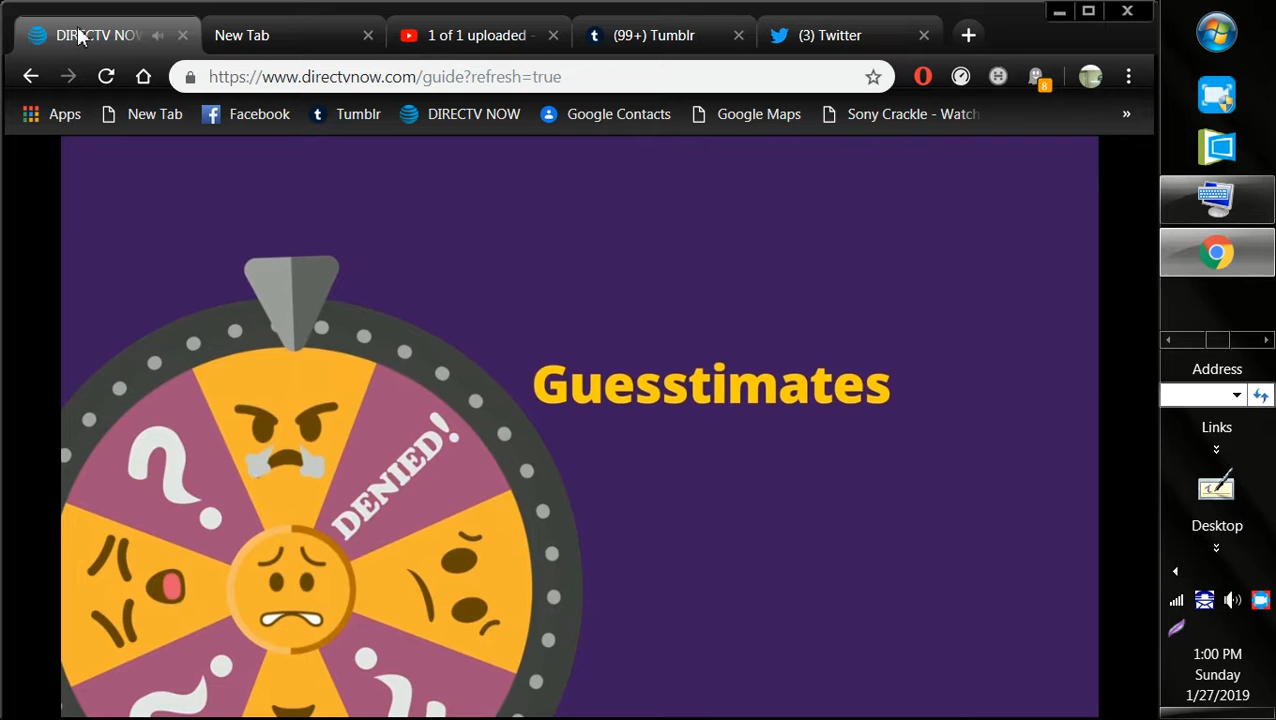 DIRECTV NOW
New Tab
1 of 1 uploaded -
(99+) Tumblr
(3) Twitter
https://www.directvnow.com/guide?refresh=true
8
Apps
New Tab
Facebook
Tumblr
DIRECTV NOW
Google Contacts
Google Maps
Sony Crackle - Watch
»
Guesstimates
?
DENIED!
?
?
Address
Links
Desktop
1:00 PM
Sunday
1/27/2019